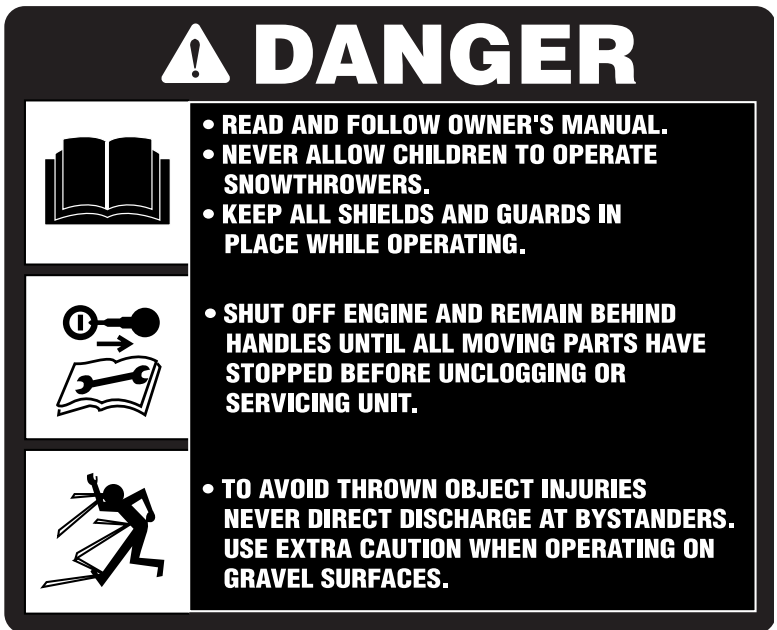 DANGER
• READ AND FOLLOW OWNER'S MANUAL.
• NEVER ALLOW CHILDREN TO OPERATE
SNOWTHROWERS.
• KEEP ALL SHIELDS AND GUARDS IN
PLACE WHILE OPERATING.
• SHUT OFF ENGINE AND REMAIN BEHIND
HANDLES UNTIL ALL MOVING PARTS HAVE
STOPPED BEFORE UNCLOGGING OR
SERVICING UNIT.
• TO AVOID THROWN OBJECT INJURIES
NEVER DIRECT DISCHARGE AT BYSTANDERS.
USE EXTRA CAUTION WHEN OPERATING ON
GRAVEL SURFACES.